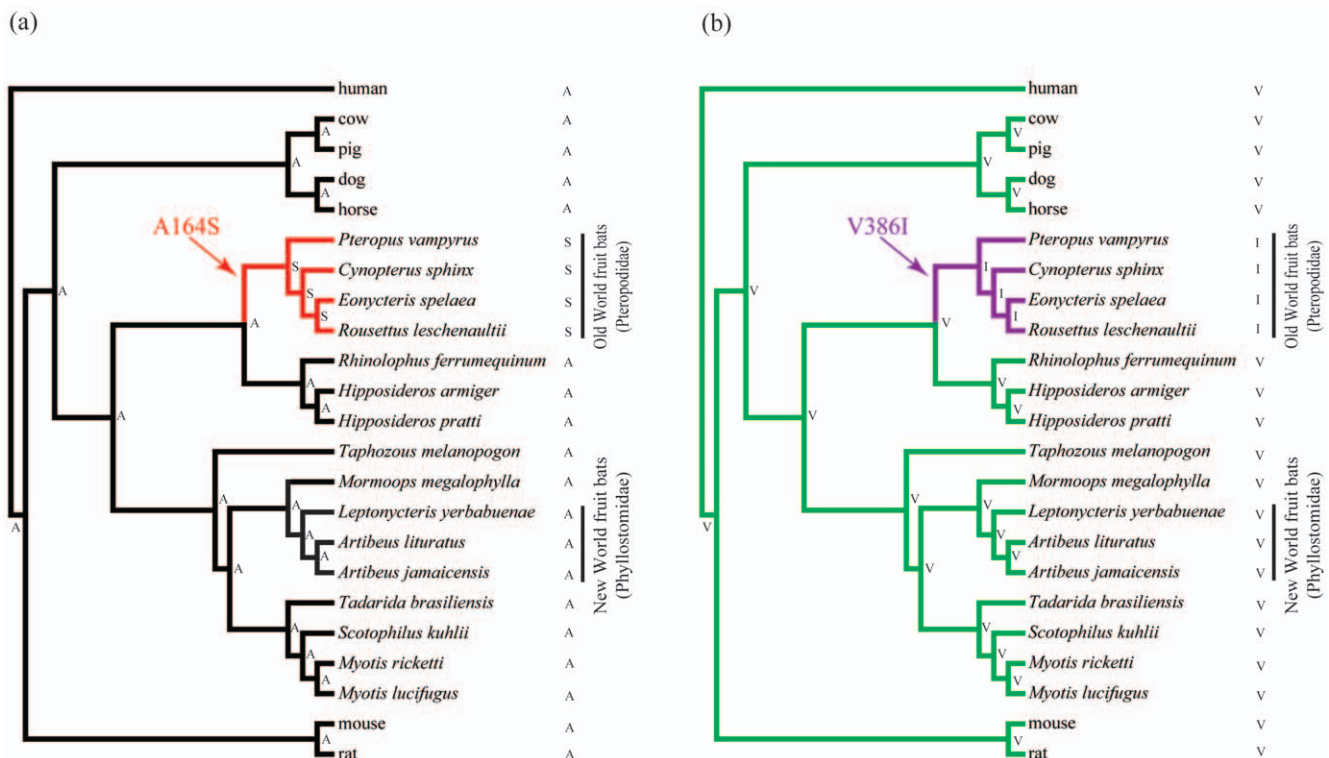 (a)
human A
A
cow A
A
pig A
A
dog A
A
horse A
A164S
Pteropus vampyrus S
S
Cynopterus sphinx S
S
Eonycteris spelaea S
S
Rousettus leschenaultii S
Old World fruit bats
(Pteropodidae)
A
A
Rhinolophus ferrumequinum A
A
Hipposideros armiger A
A
Hipposideros pratti A
A
Taphozous melanopogon A
A
Mormoops megalophylla A
A
Leptonycteris yerbabuenae A
A
Artibeus lituratus A
A
Artibeus jamaicensis A
New World fruit bats
(Phyllostomidae)
A
Tadarida brasiliensis A
A
Scotophilus kuhlii A
A
Myotis ricketti A
A
Myotis lucifugus A
A
mouse A
A
rat A
(b)
human V
V
cow V
V
pig V
V
dog V
V
horse V
V386I
Pteropus vampyrus I
I
Cynopterus sphinx I
I
Eonycteris spelaea I
I
Rousettus leschenaultii I
Old World fruit bats
(Pteropodidae)
V
V
Rhinolophus ferrumequinum V
V
Hipposideros armiger V
V
Hipposideros pratti V
V
Taphozous melanopogon V
V
Mormoops megalophylla V
V
Leptonycteris yerbabuenae V
V
Artibeus lituratus V
V
Artibeus jamaicensis V
New World fruit bats
(Phyllostomidae)
V
Tadarida brasiliensis V
V
Scotophilus kuhlii V
V
Myotis ricketti V
V
Myotis lucifugus V
V
mouse V
V
rat V